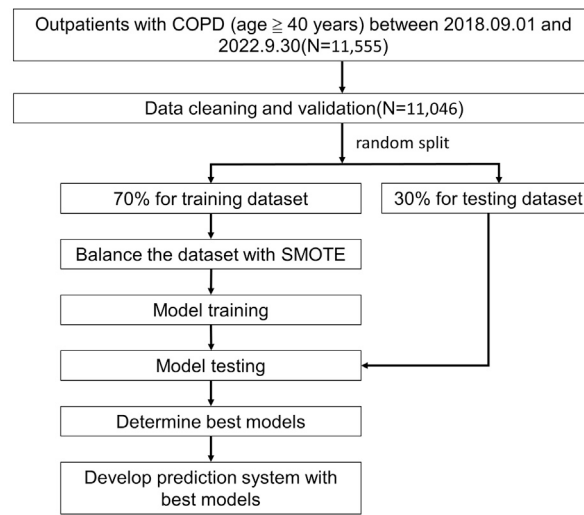 Outpatients with COPD (age ≧ 40 years) between 2018.09.01 and
2022.9.30(N=11,555)
Data cleaning and validation(N=11,046)
random split
70% for training dataset
30% for testing dataset
Balance the dataset with SMOTE
Model training
Model testing
Determine best models
Develop prediction system with
best models